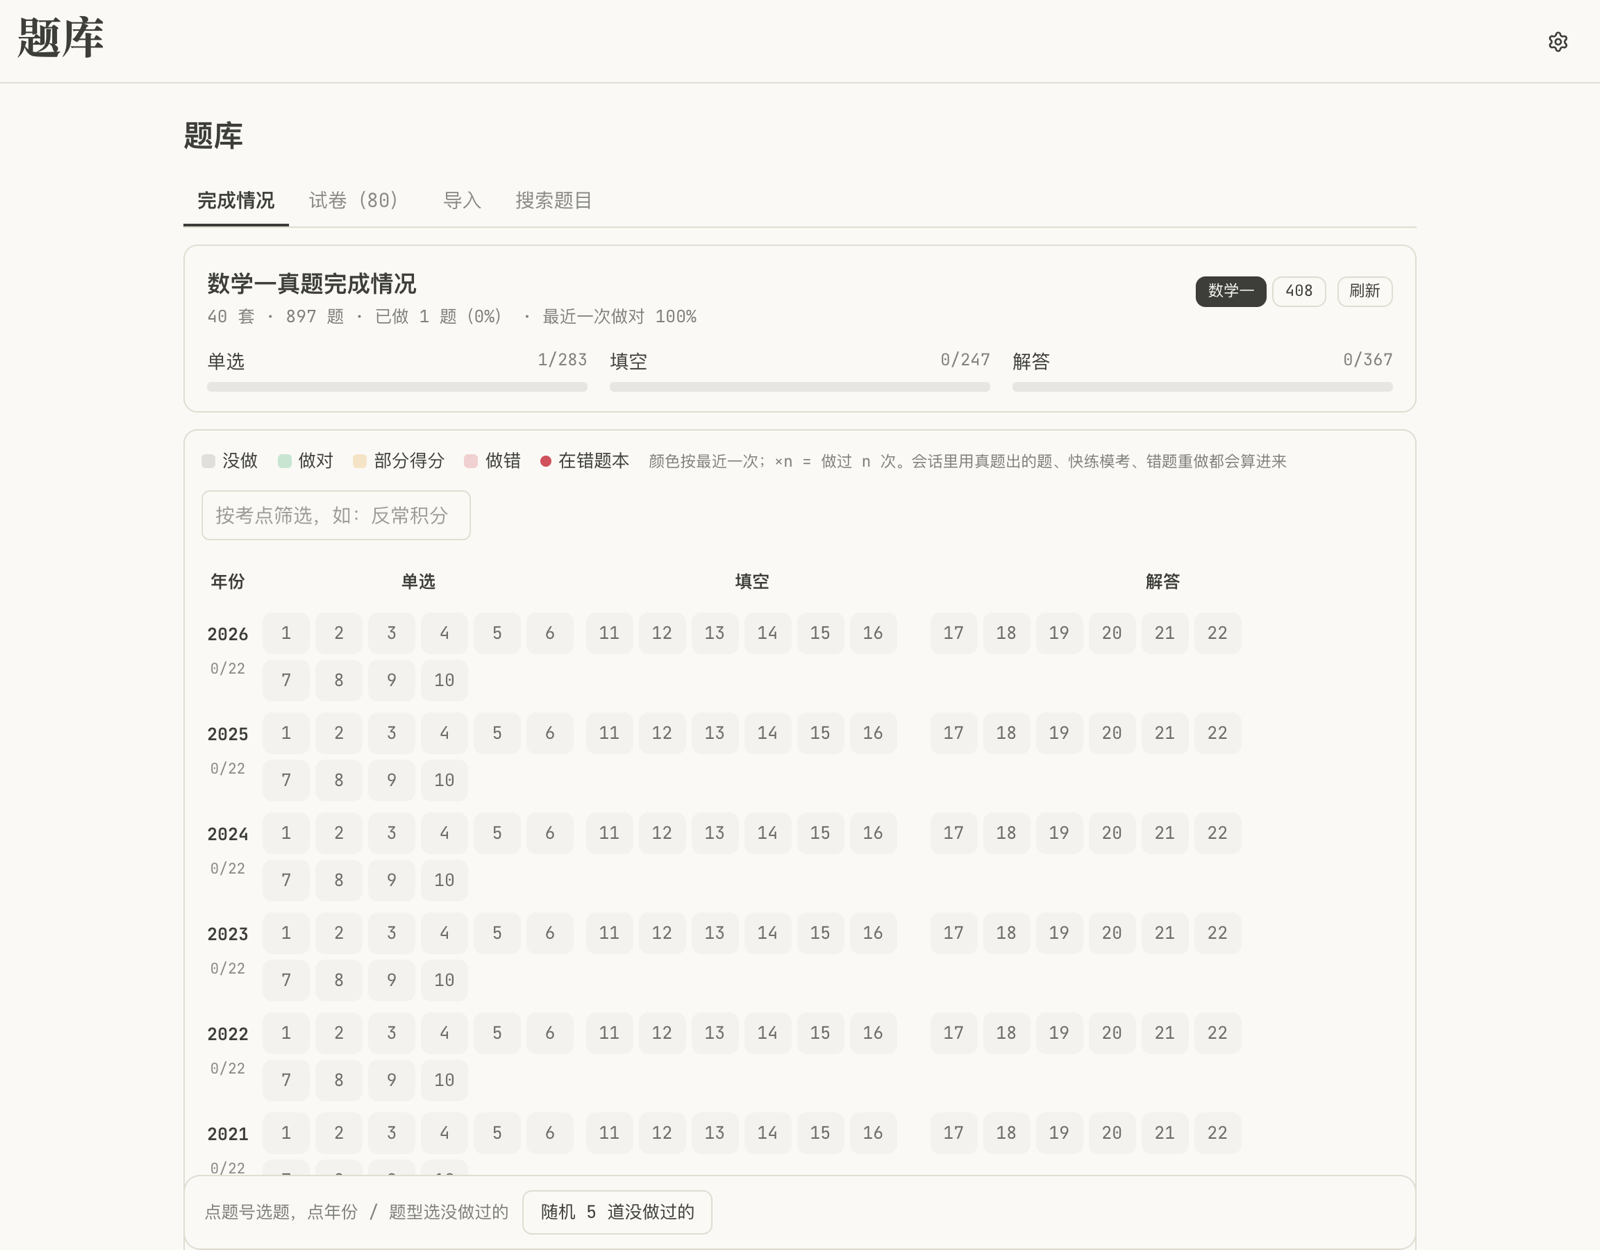 题库
题库
完成情况 试卷 (80) 导入 搜索题目
数学一真题完成情况
数学一 408 刷新
40 套 · 897 题 · 已做 1 题 (0%) · 最近一次做对 100%
单选 1/283 填空 0/247 解答 0/367
没做 做对 部分得分 做错 在错题本 颜色按最近一次；×n = 做过 n 次。会话里用真题出的题、快练模考、错题重做都会算进来
按考点筛选，如：反常积分
年份 单选 填空 解答
2026 1 2 3 4 5 6 11 12 13 14 15 16 17 18 19 20 21 22
0/22 7 8 9 10
2025 1 2 3 4 5 6 11 12 13 14 15 16 17 18 19 20 21 22
0/22 7 8 9 10
2024 1 2 3 4 5 6 11 12 13 14 15 16 17 18 19 20 21 22
0/22 7 8 9 10
2023 1 2 3 4 5 6 11 12 13 14 15 16 17 18 19 20 21 22
0/22 7 8 9 10
2022 1 2 3 4 5 6 11 12 13 14 15 16 17 18 19 20 21 22
0/22 7 8 9 10
2021 1 2 3 4 5 6 11 12 13 14 15 16 17 18 19 20 21 22
0/22
点题号选题，点年份 / 题型选没做过的 随机 5 道没做过的